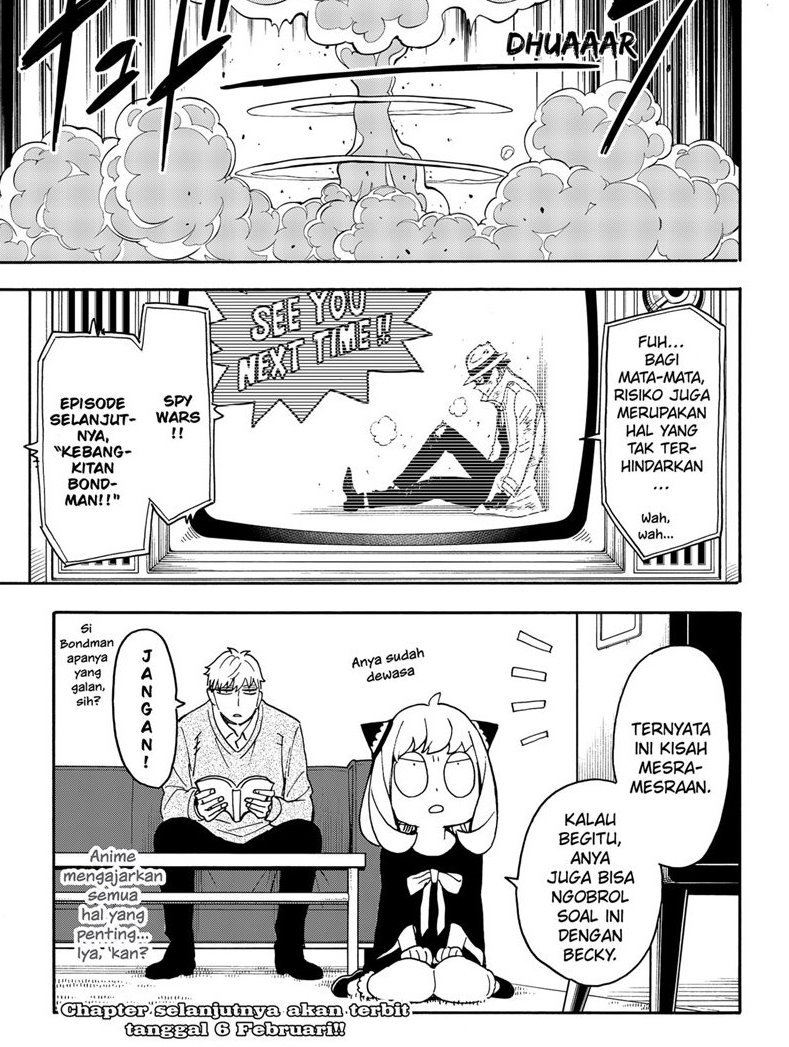 DHUAAAR
FUH...
BAGI
MATA-MATA,
RISIKO JUGA
MERUPAKAN
HAL YANG
TAK TER-
HINDARKAN
...
Wah,
wah...
SEE YOU
NEXT TIME!!
SPY
WARS
!!
EPISODE
SELANJUT-
NYA,
"KEBANG-
KITAN
BOND-
MAN!!"
TERNYATA
INI KISAH
MESRA-
MESRAAN.
KALAU
BEGITU,
ANYA
JUGA BISA
NGOBROL
SOAL INI
DENGAN
BECKY.
Anya sudah
dewasa
JANGAN!
Si
Bondman
apanya
yang
galan,
sih?
Anime
mengajarkan
semua
hal yang
penting...
Iya, 'kan?
Chapter selanjutnya akan terbit
tanggal 6 Februari!!